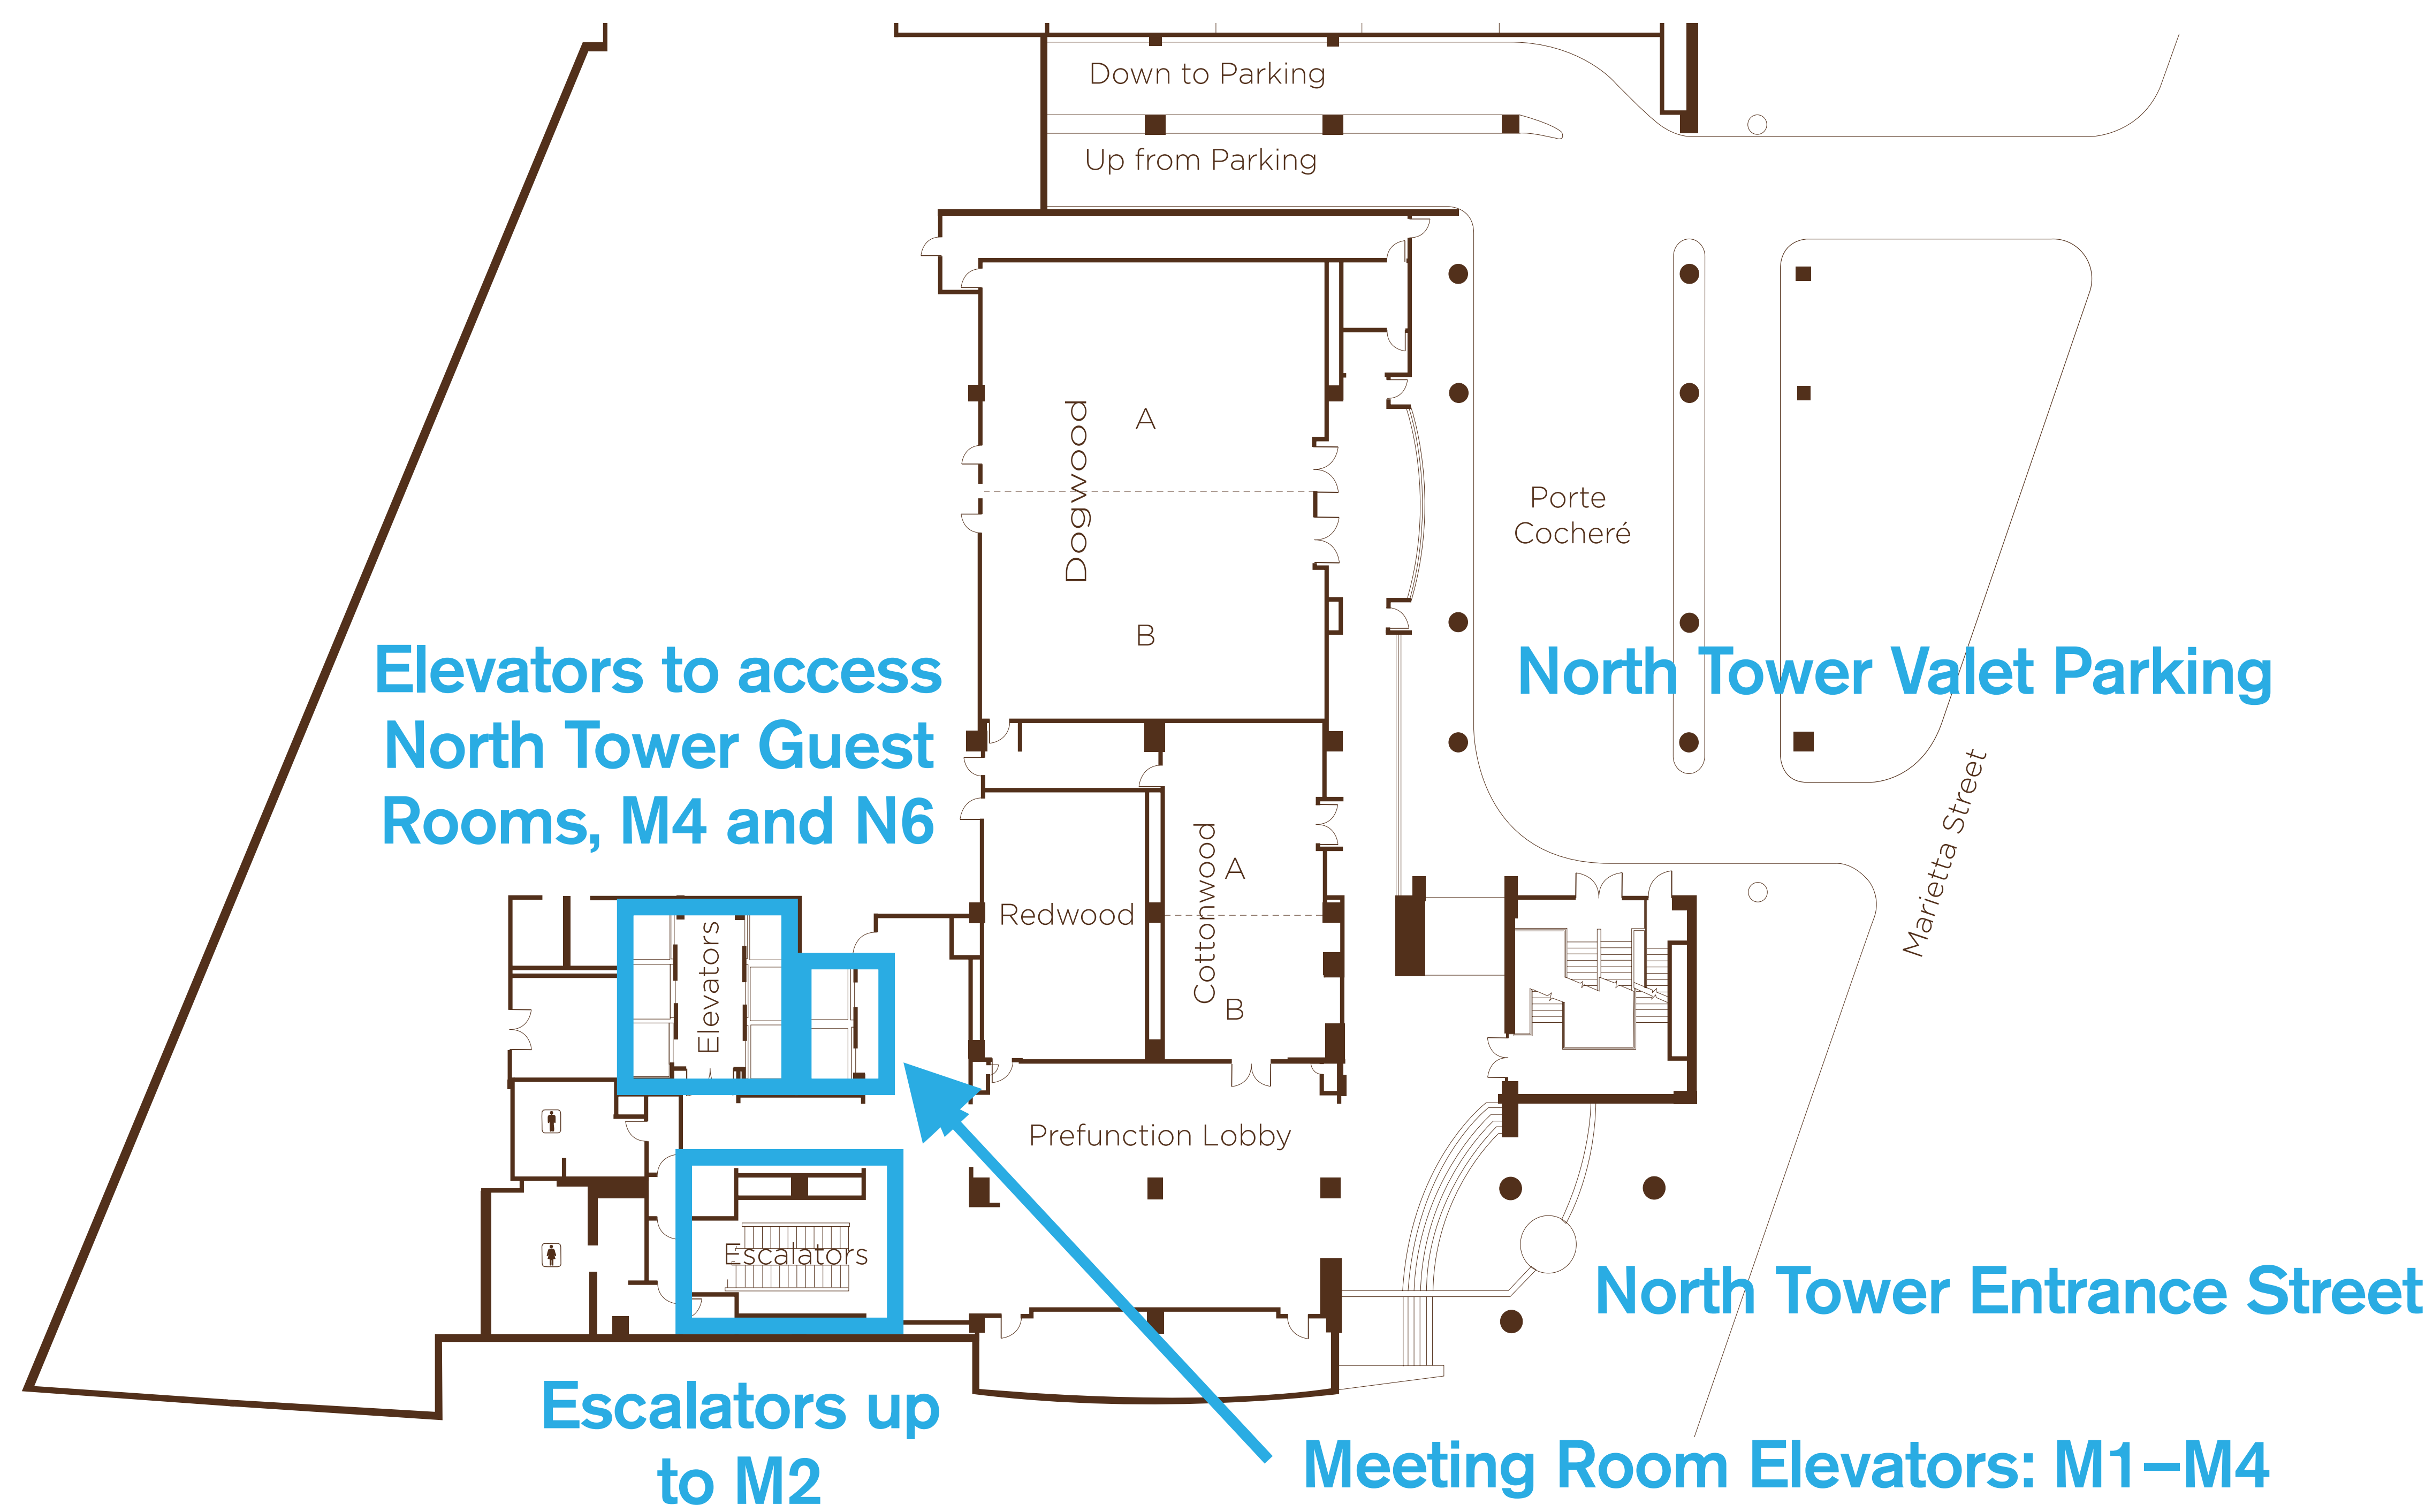 Down to Parking
Up from Parking
Dogwood
A
B
Porte
Cocheré
Elevators to access
North Tower Guest
Rooms, M4 and N6
North Tower Valet Parking
Marietta Street
Elevators
Redwood
Cottonwood
A
B
Prefunction Lobby
Escalators
North Tower Entrance Street
Escalators up
to M2
Meeting Room Elevators: M1–M4